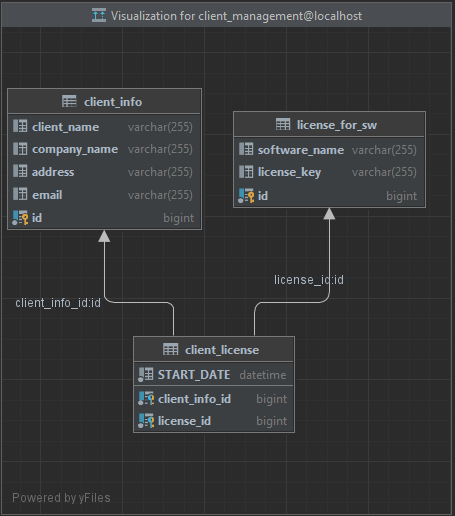 Visualization for client_management@localhost
client_info
client_name varchar(255)
company_name varchar(255)
address varchar(255)
email varchar(255)
id bigint
license_for_sw
software_name varchar(255)
license_key varchar(255)
id bigint
client_info_id:id
license_id:id
client_license
START_DATE datetime
client_info_id bigint
license_id bigint
Powered by yFiles